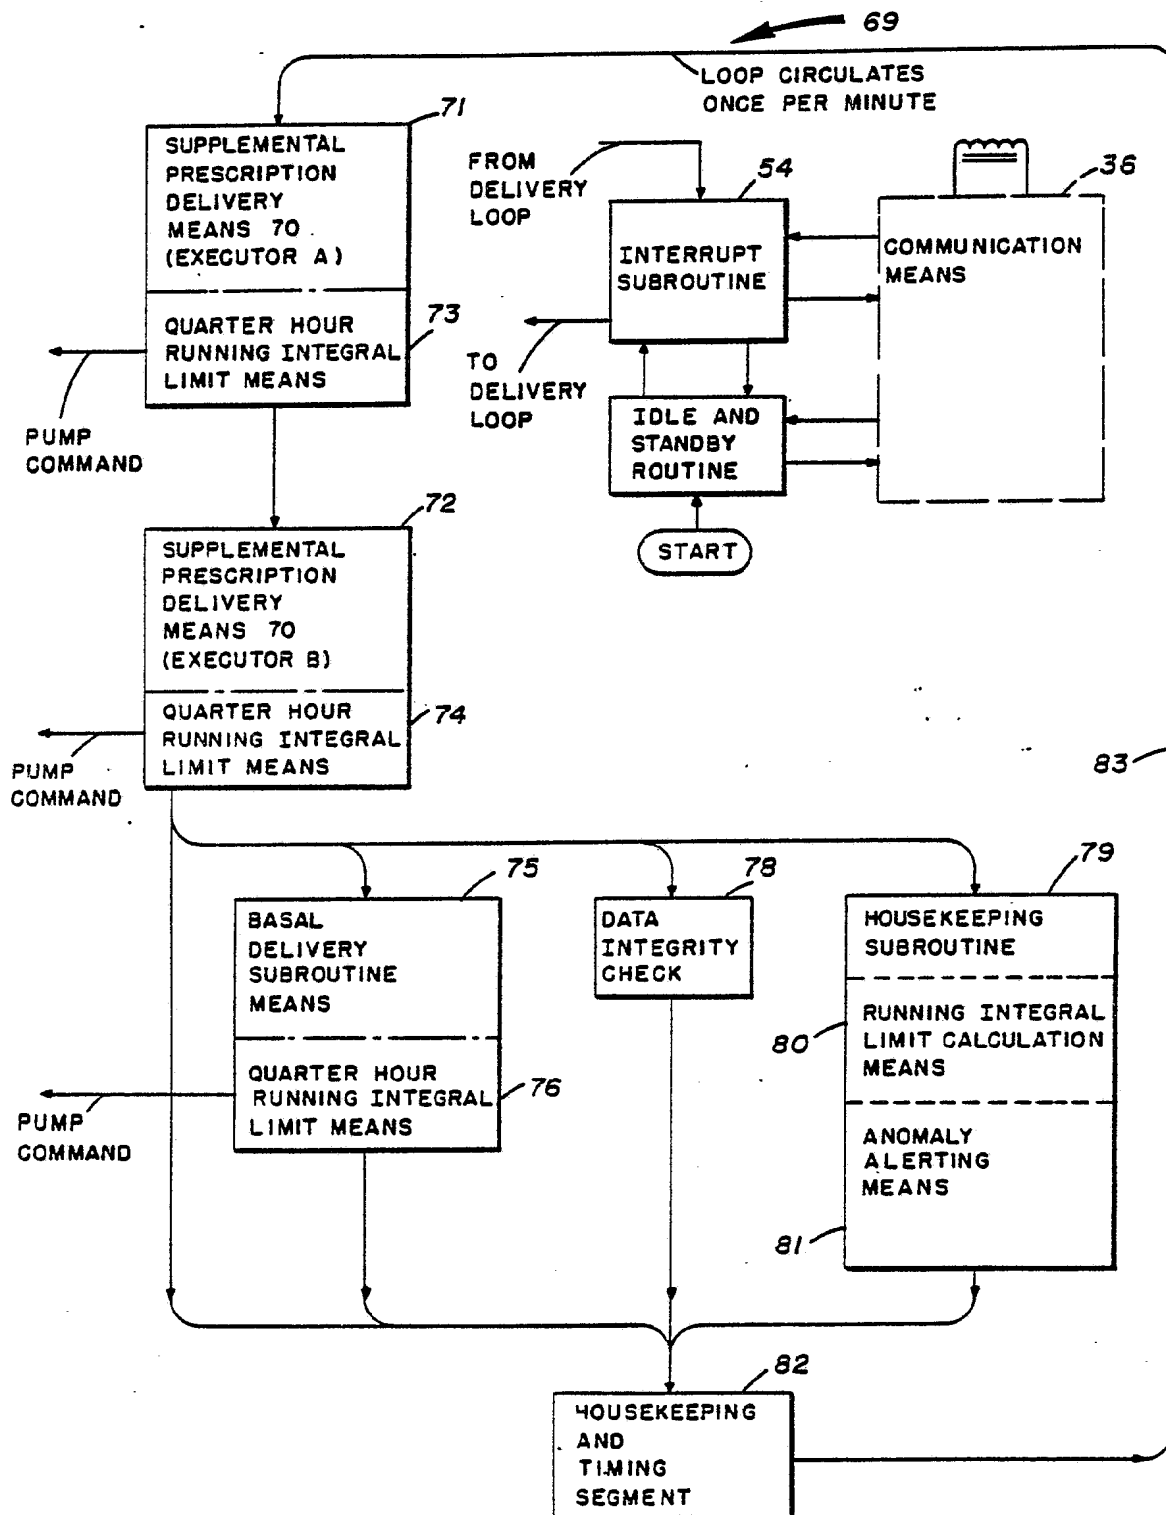 69
LOOP CIRCULATES
ONCE PER MINUTE
71
SUPPLEMENTAL
PRESCRIPTION
DELIVERY
MEANS 70
(EXECUTOR A)
73
QUARTER HOUR
RUNNING INTEGRAL
LIMIT MEANS
PUMP
COMMAND
FROM
DELIVERY
LOOP
54
INTERRUPT
SUBROUTINE
36
COMMUNICATION
MEANS
TO
DELIVERY
LOOP
IDLE AND
STANDBY
ROUTINE
START
72
SUPPLEMENTAL
PRESCRIPTION
DELIVERY
MEANS 70
(EXECUTOR B)
74
QUARTER HOUR
RUNNING INTEGRAL
LIMIT MEANS
PUMP
COMMAND
83
75
BASAL
DELIVERY
SUBROUTINE
MEANS
76
QUARTER HOUR
RUNNING INTEGRAL
LIMIT MEANS
PUMP
COMMAND
78
DATA
INTEGRITY
CHECK
79
HOUSEKEEPING
SUBROUTINE
80
RUNNING INTEGRAL
LIMIT CALCULATION
MEANS
ANOMALY
ALERTING
MEANS
81
82
HOUSEKEEPING
AND
TIMING
SEGMENT